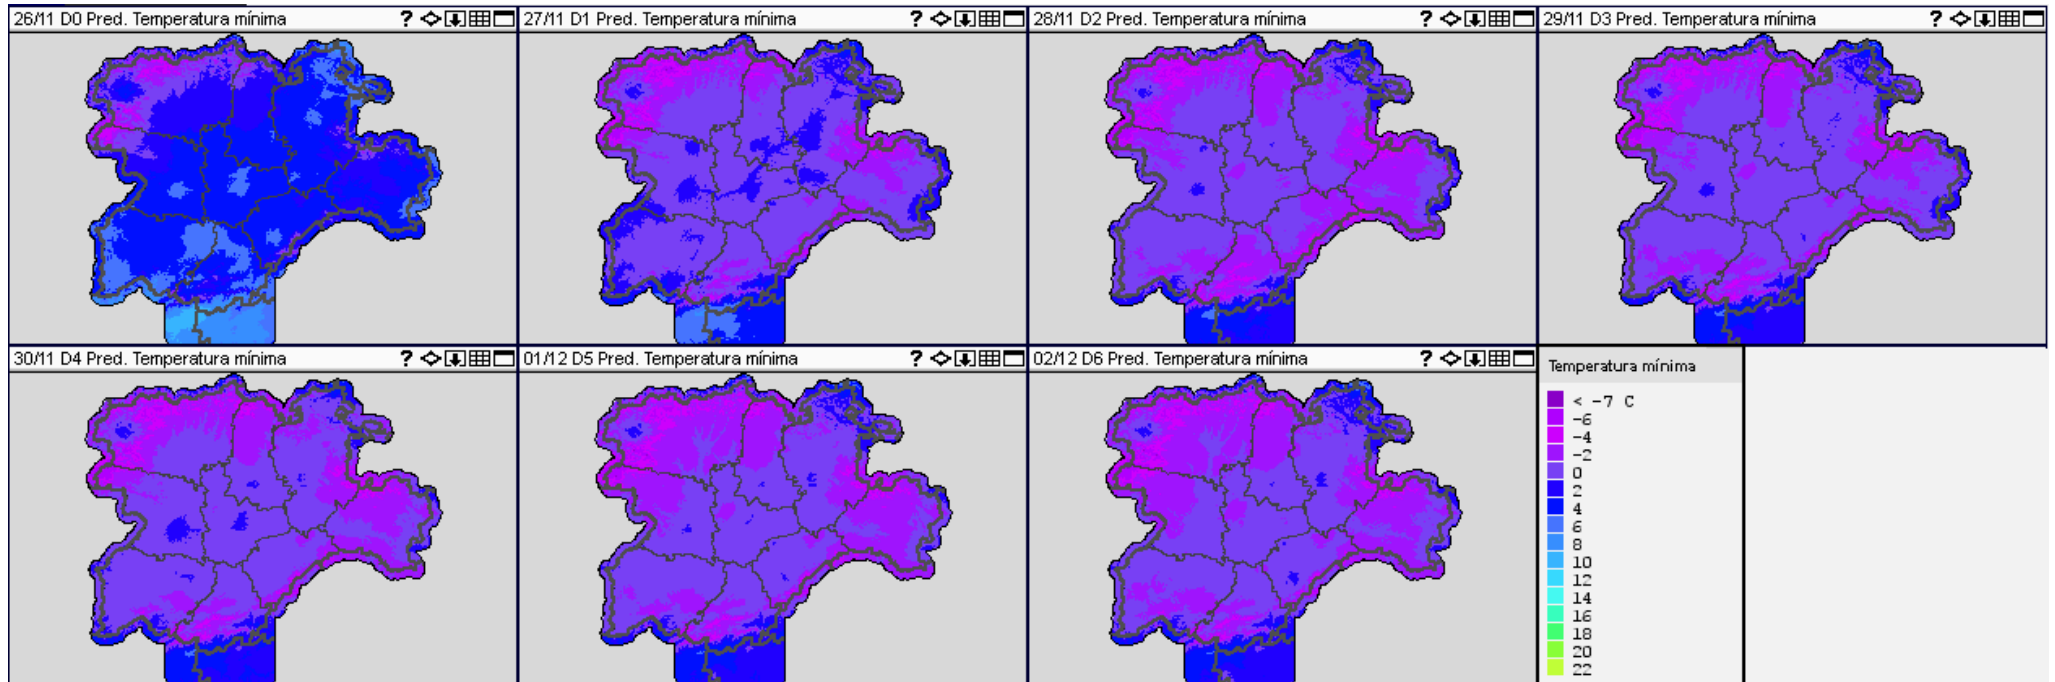 26/11 D0 Pred. Temperatura mínima ?
27/11 D1 Pred. Temperatura mínima ?
28/11 D2 Pred. Temperatura mínima ?
29/11 D3 Pred. Temperatura mínima ?
30/11 D4 Pred. Temperatura mínima ?
01/12 D5 Pred. Temperatura mínima ?
02/12 D6 Pred. Temperatura mínima ?
Temperatura mínima
< -7 C
-6
-4
-2
0
2
4
6
8
10
12
14
16
18
20
22